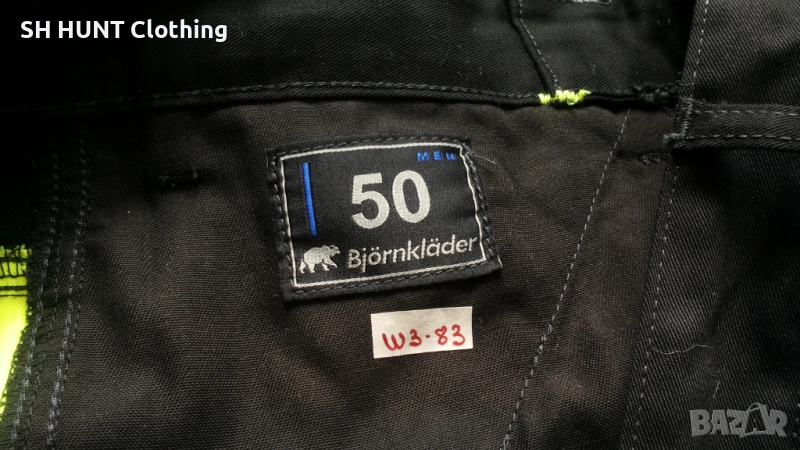 SH HUNT Clothing
MEN
50
Björnkläder
W3-83
BAZAR